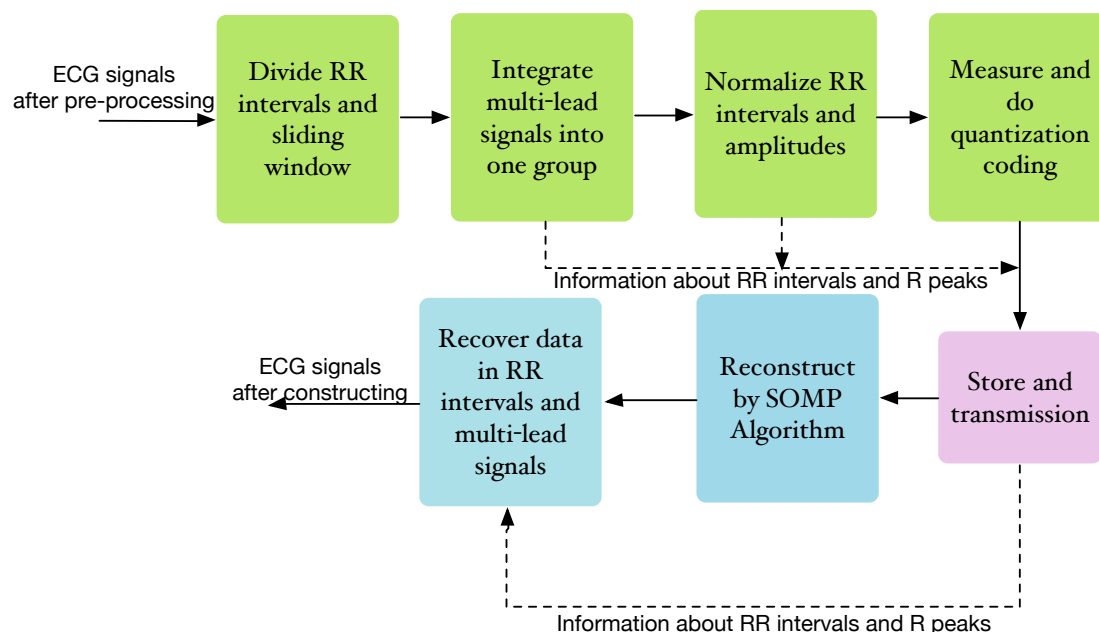 ECG signals
after pre-processing
Divide RR
intervals and
sliding
window
Integrate
multi-lead
signals into
one group
Normalize RR
intervals and
amplitudes
Measure and
do
quantization
coding
Information about RR intervals and R peaks
ECG signals
after constructing
Recover data
in RR
intervals and
multi-lead
signals
Reconstruct
by SOMP
Algorithm
Store and
transmission
Information about RR intervals and R peaks